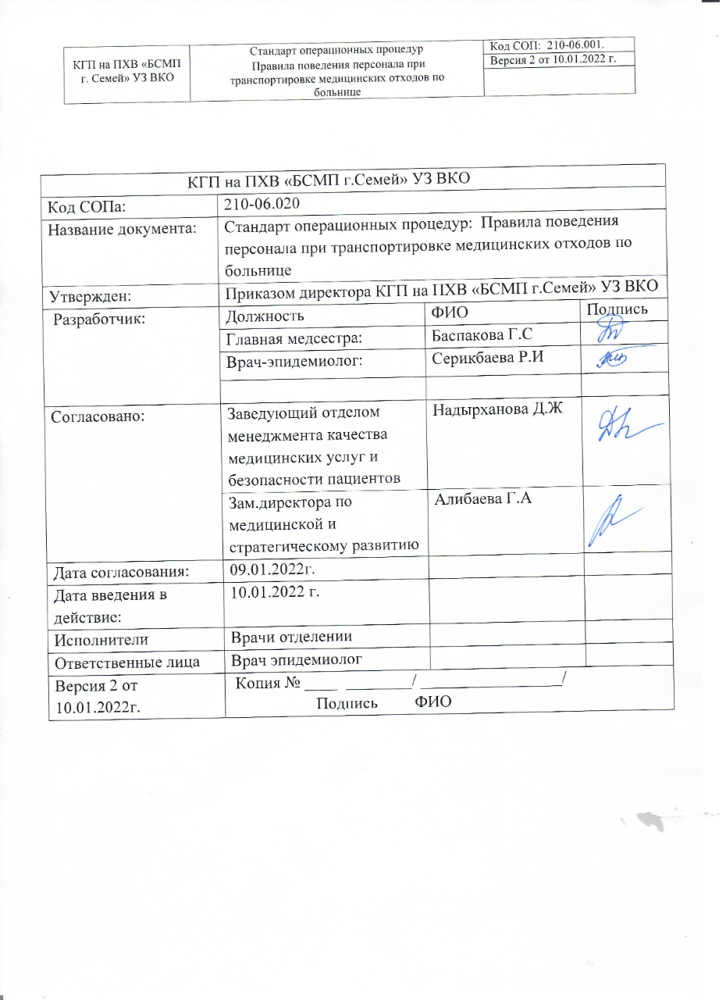 КГП на ПХВ «БСМП
г. Семей» УЗ ВКО
Стандарт операционных процедур
Правила поведения персонала при
транспортировке медицинских отходов по
больнице
Код СОП: 210-06.001.
Версия 2 от 10.01.2022 г.
КГП на ПХВ «БСМП г.Семей» УЗ ВКО
Код СОПа: 210-06.020
Название документа: Стандарт операционных процедур: Правила поведения
персонала при транспортировке медицинских отходов по
больнице
Утвержден: Приказом директора КГП на ПХВ «БСМП г.Семей» УЗ ВКО
Разработчик: Должность ФИО Подпись
Главная медсестра: Баспакова Г.С
Врач-эпидемиолог: Серикбаева Р.И
Согласовано: Заведующий отделом Надырханова Д.Ж
менеджмента качества
медицинских услуг и
безопасности пациентов
Зам.директора по Алибаева Г.А
медицинской и
стратегическому развитию
Дата согласования: 09.01.2022г.
Дата введения в 10.01.2022 г.
действие:
Исполнители Врачи отделении
Ответственные лица Врач эпидемиолог
Версия 2 от Копия № ____ ________/ _________________/
10.01.2022г. Подпись ФИО